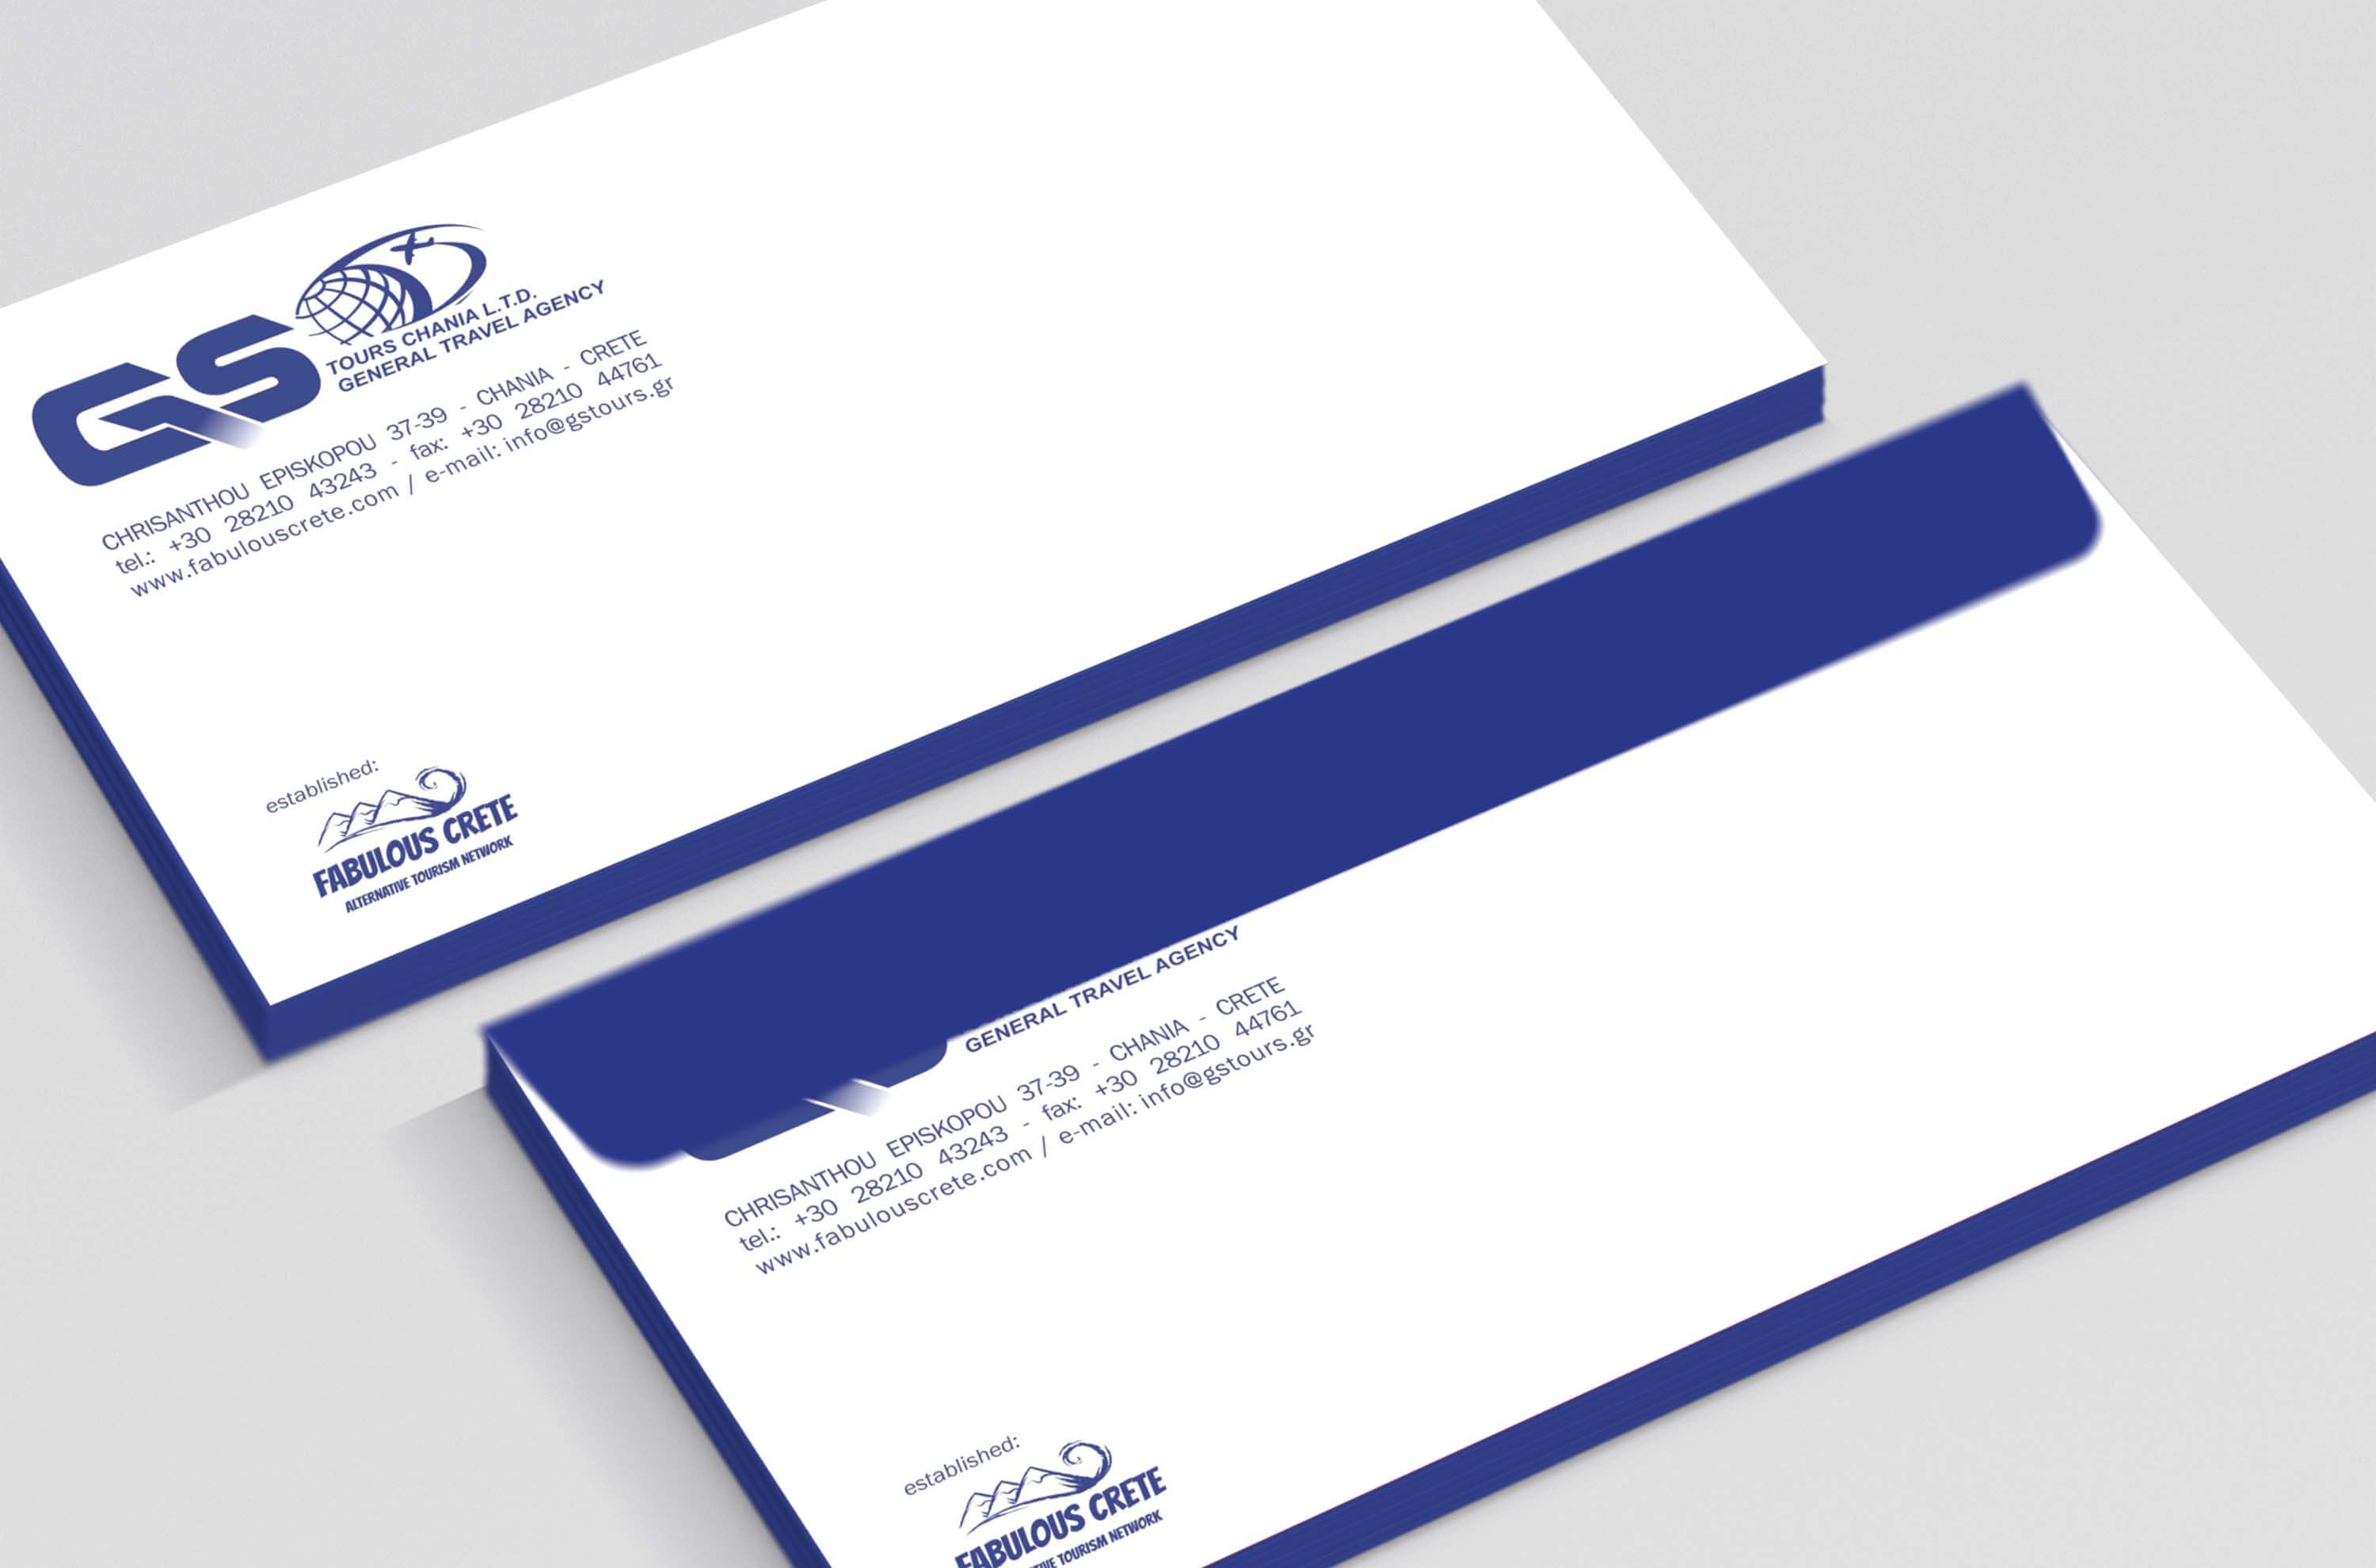 GS
TOURS CHANIA L.T.D.
GENERAL TRAVEL AGENCY
CHRISANTHOU EPISKOPOU 37-39 - CHANIA - CRETE
tel.: +30 28210 43243 - fax: +30 28210 44761
www.fabulouscrete.com / e-mail: info@gstours.gr
established:
FABULOUS CRETE
ALTERNATIVE TOURISM NETWORK
GENERAL TRAVEL AGENCY
CHRISANTHOU EPISKOPOU 37-39 - CHANIA - CRETE
tel.: +30 28210 43243 - fax: +30 28210 44761
www.fabulouscrete.com / e-mail: info@gstours.gr
established:
FABULOUS CRETE
TOURISM NETWORK